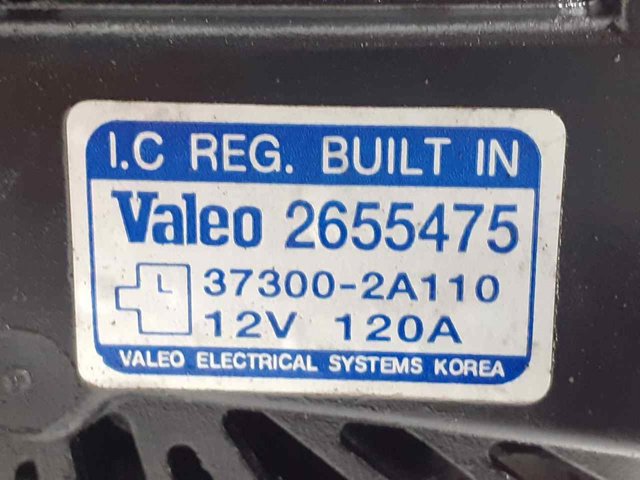 I.C REG. BUILT IN
Valeo 2655475
L
37300-2A110
12V 120A
VALEO ELECTRICAL SYSTEMS KOREA